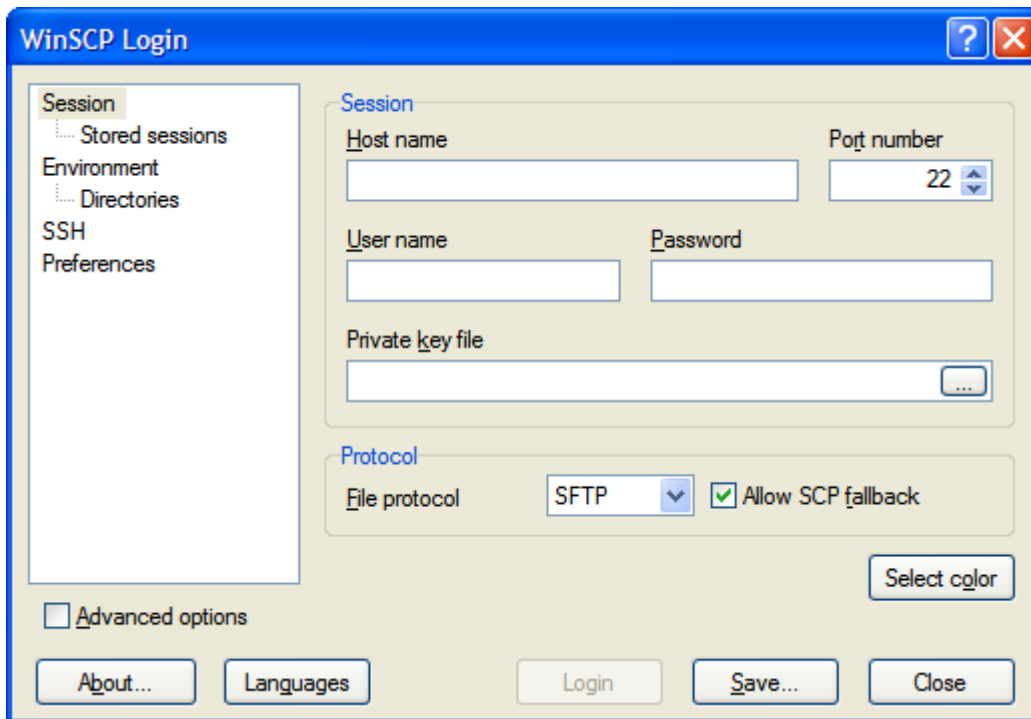 WinSCP Login
Session
Stored sessions
Environment
Directories
SSH
Preferences
Advanced options
Session
Host name
Port number
22
User name
Password
Private key file
...
Protocol
File protocol
SFTP
Allow SCP fallback
Select color
About...
Languages
Login
Save...
Close